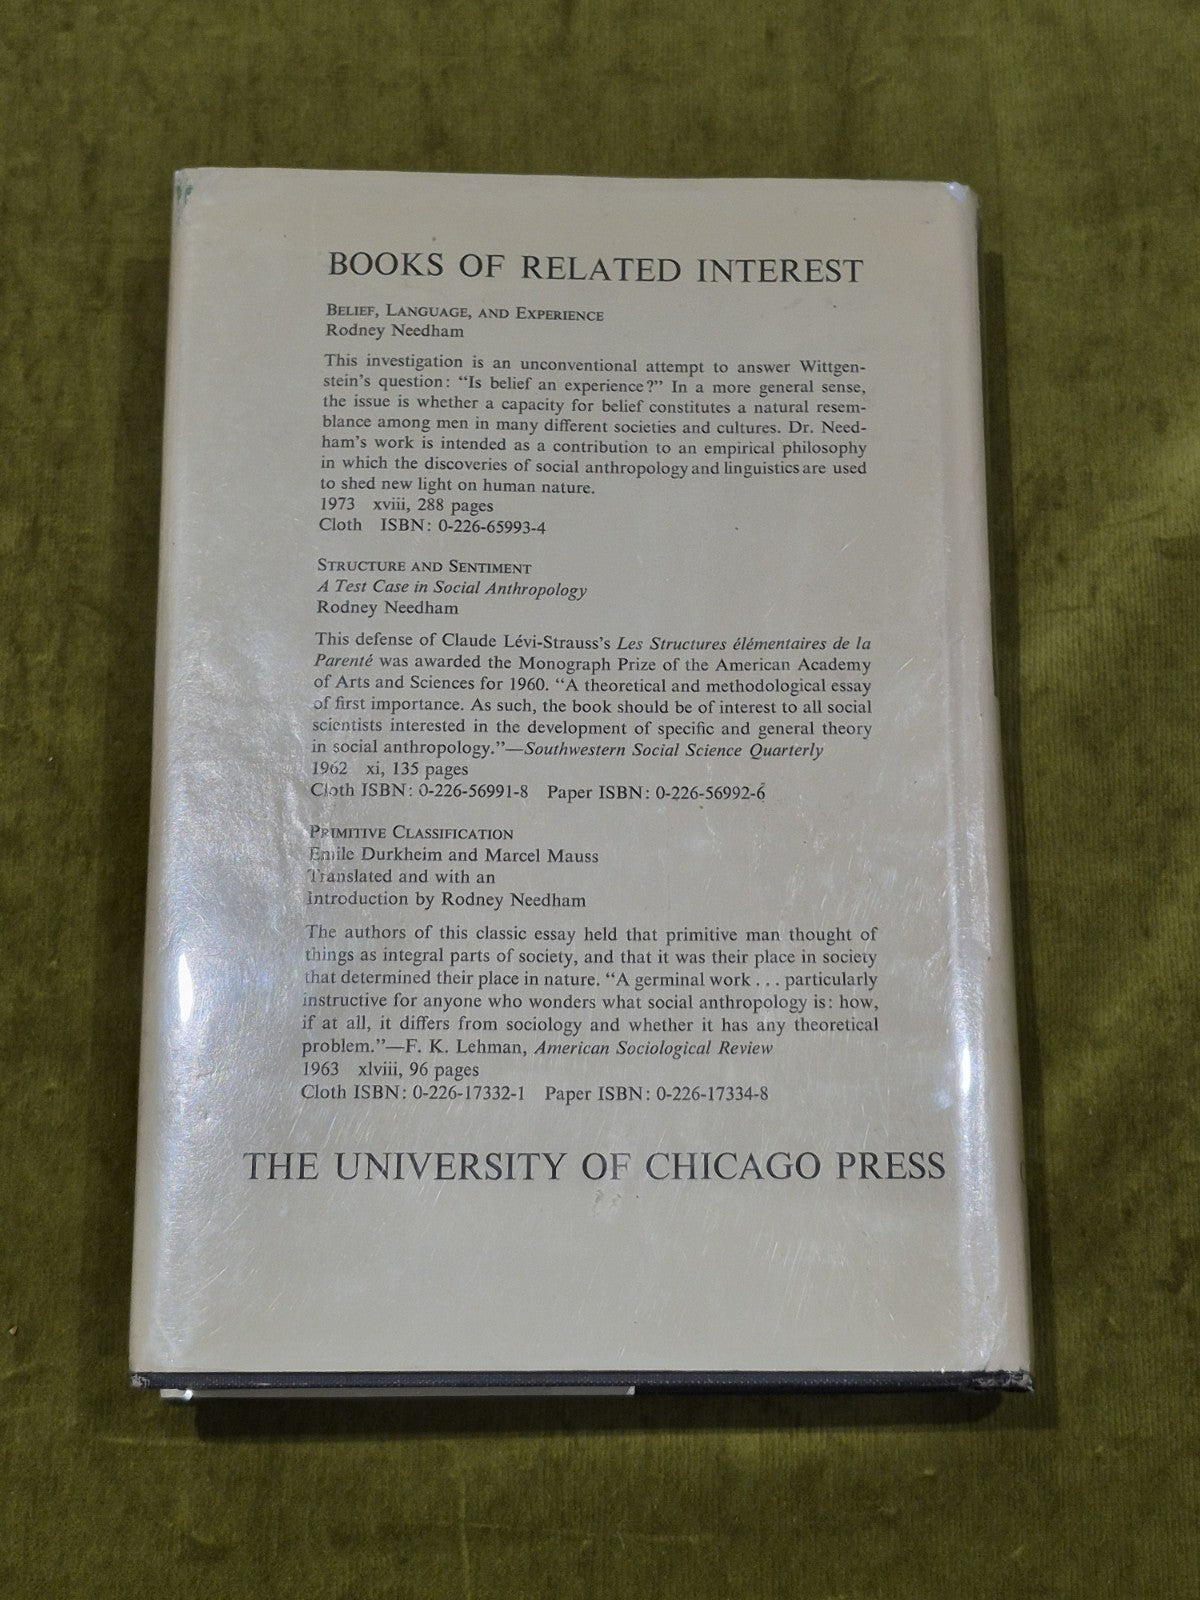 BOOKS OF RELATED INTEREST
BELIEF, LANGUAGE, AND EXPERIENCE
Rodney Needham
This investigation is an unconventional attempt to answer Wittgen-
stein's question: “Is belief an experience?” In a more general sense,
the issue is whether a capacity for belief constitutes a natural resem-
blance among men in many different societies and cultures. Dr. Need-
ham's work is intended as a contribution to an empirical philosophy
in which the discoveries of social anthropology and linguistics are used
to shed new light on human nature.
1973 xviii, 288 pages
Cloth ISBN: 0-226-65993-4
STRUCTURE AND SENTIMENT
A Test Case in Social Anthropology
Rodney Needham
This defense of Claude Lévi-Strauss's Les Structures élémentaires de la
Parenté was awarded the Monograph Prize of the American Academy
of Arts and Sciences for 1960. “A theoretical and methodological essay
of first importance. As such, the book should be of interest to all social
scientists interested in the development of specific and general theory
in social anthropology.”—Southwestern Social Science Quarterly
1962 xi, 135 pages
Cloth ISBN: 0-226-56991-8 Paper ISBN: 0-226-56992-6
PRIMITIVE CLASSIFICATION
Emile Durkheim and Marcel Mauss
Translated and with an
Introduction by Rodney Needham
The authors of this classic essay held that primitive man thought of
things as integral parts of society, and that it was their place in society
that determined their place in nature. “A germinal work . . . particularly
instructive for anyone who wonders what social anthropology is: how,
if at all, it differs from sociology and whether it has any theoretical
problem.”—F. K. Lehman, American Sociological Review
1963 xlviii, 96 pages
Cloth ISBN: 0-226-17332-1 Paper ISBN: 0-226-17334-8
THE UNIVERSITY OF CHICAGO PRESS